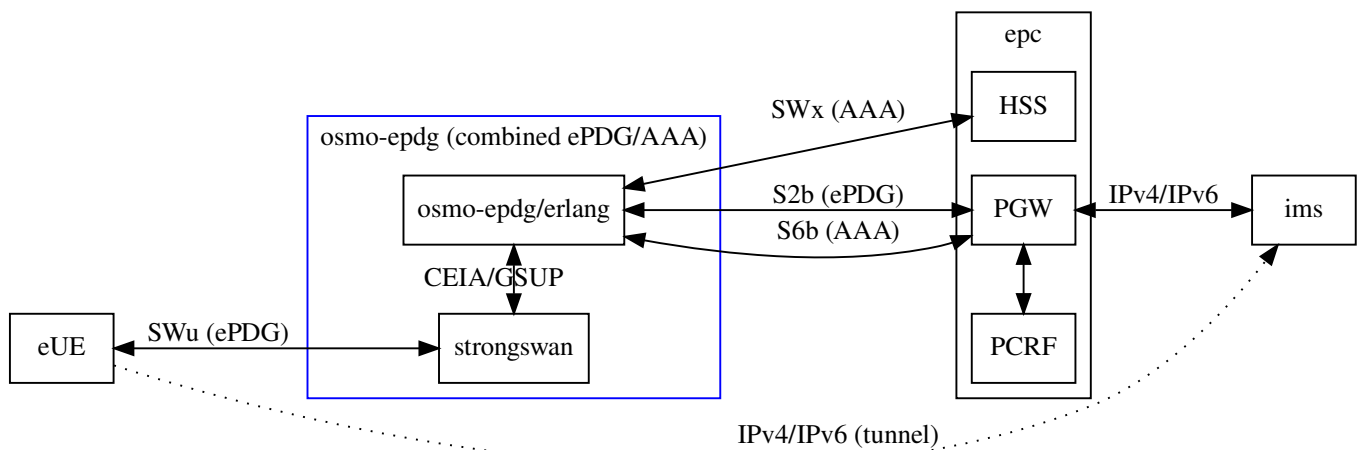 epc
HSS
SWx (AAA)
osmo-epdg (combined ePDG/AAA)
osmo-epdg/erlang
S2b (ePDG)
PGW
IPv4/IPv6
ims
S6b (AAA)
CEIA/GSUP
SWu (ePDG)
eUE
strongswan
PCRF
IPv4/IPv6 (tunnel)